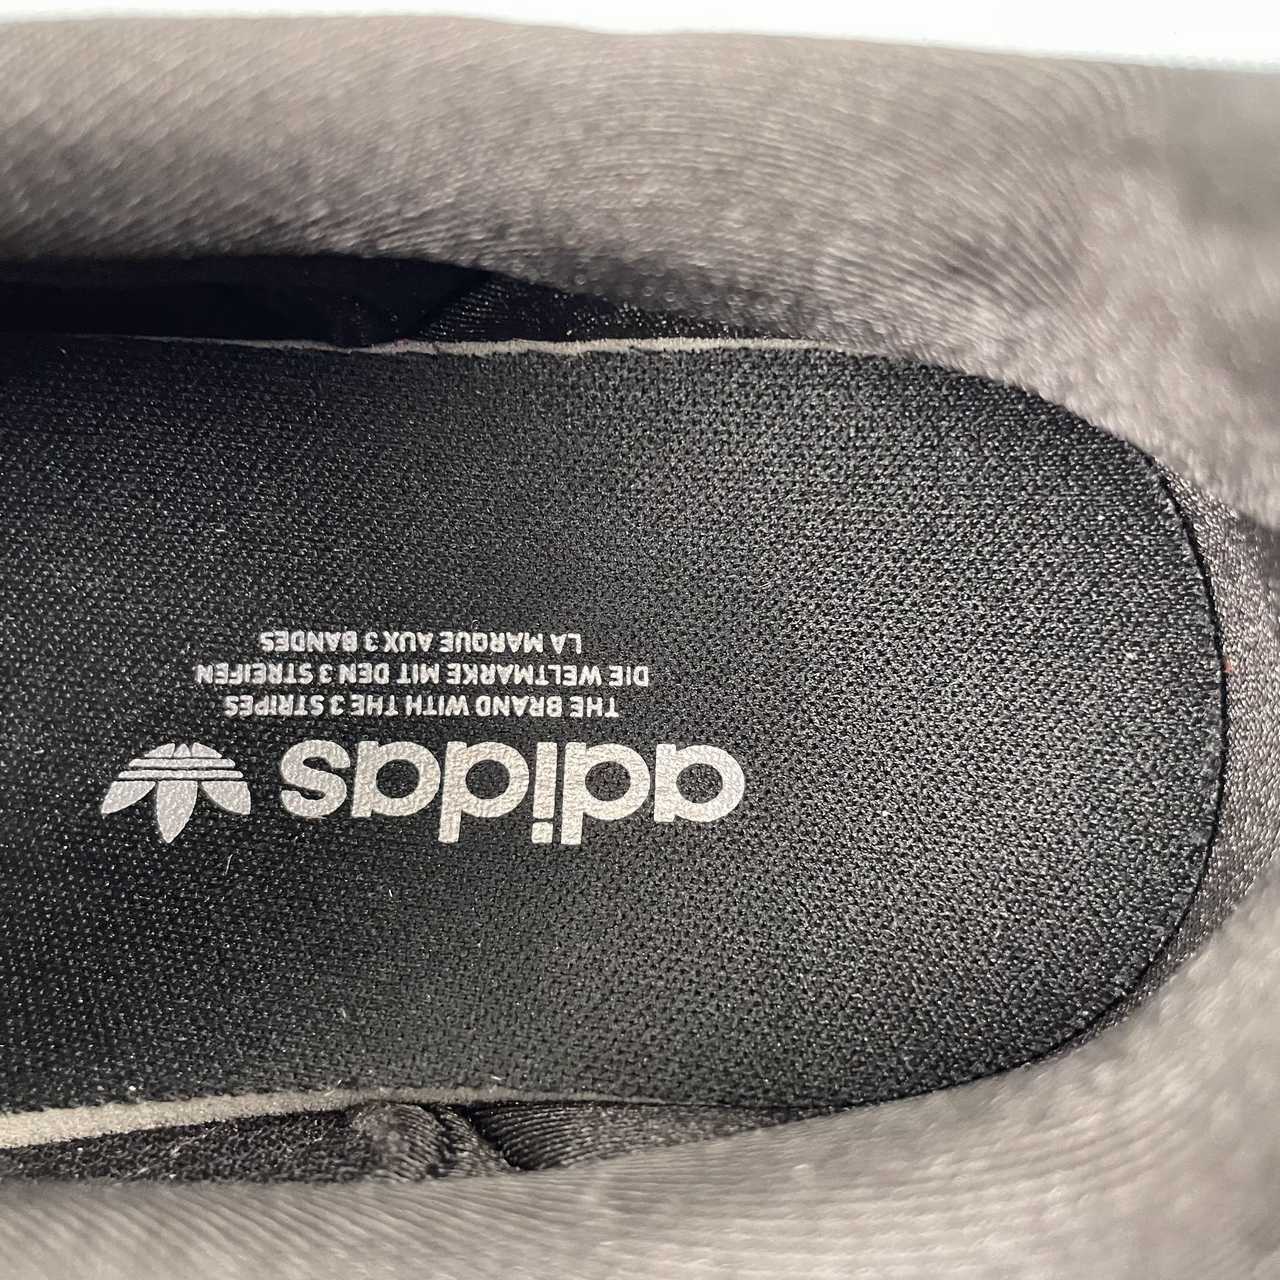 adidas
THE BRAND WITH THE 3 STRIPES
DIE WELTMARKE MIT DEN 3 STREIFEN
LA MARQUE AUX 3 BANDES